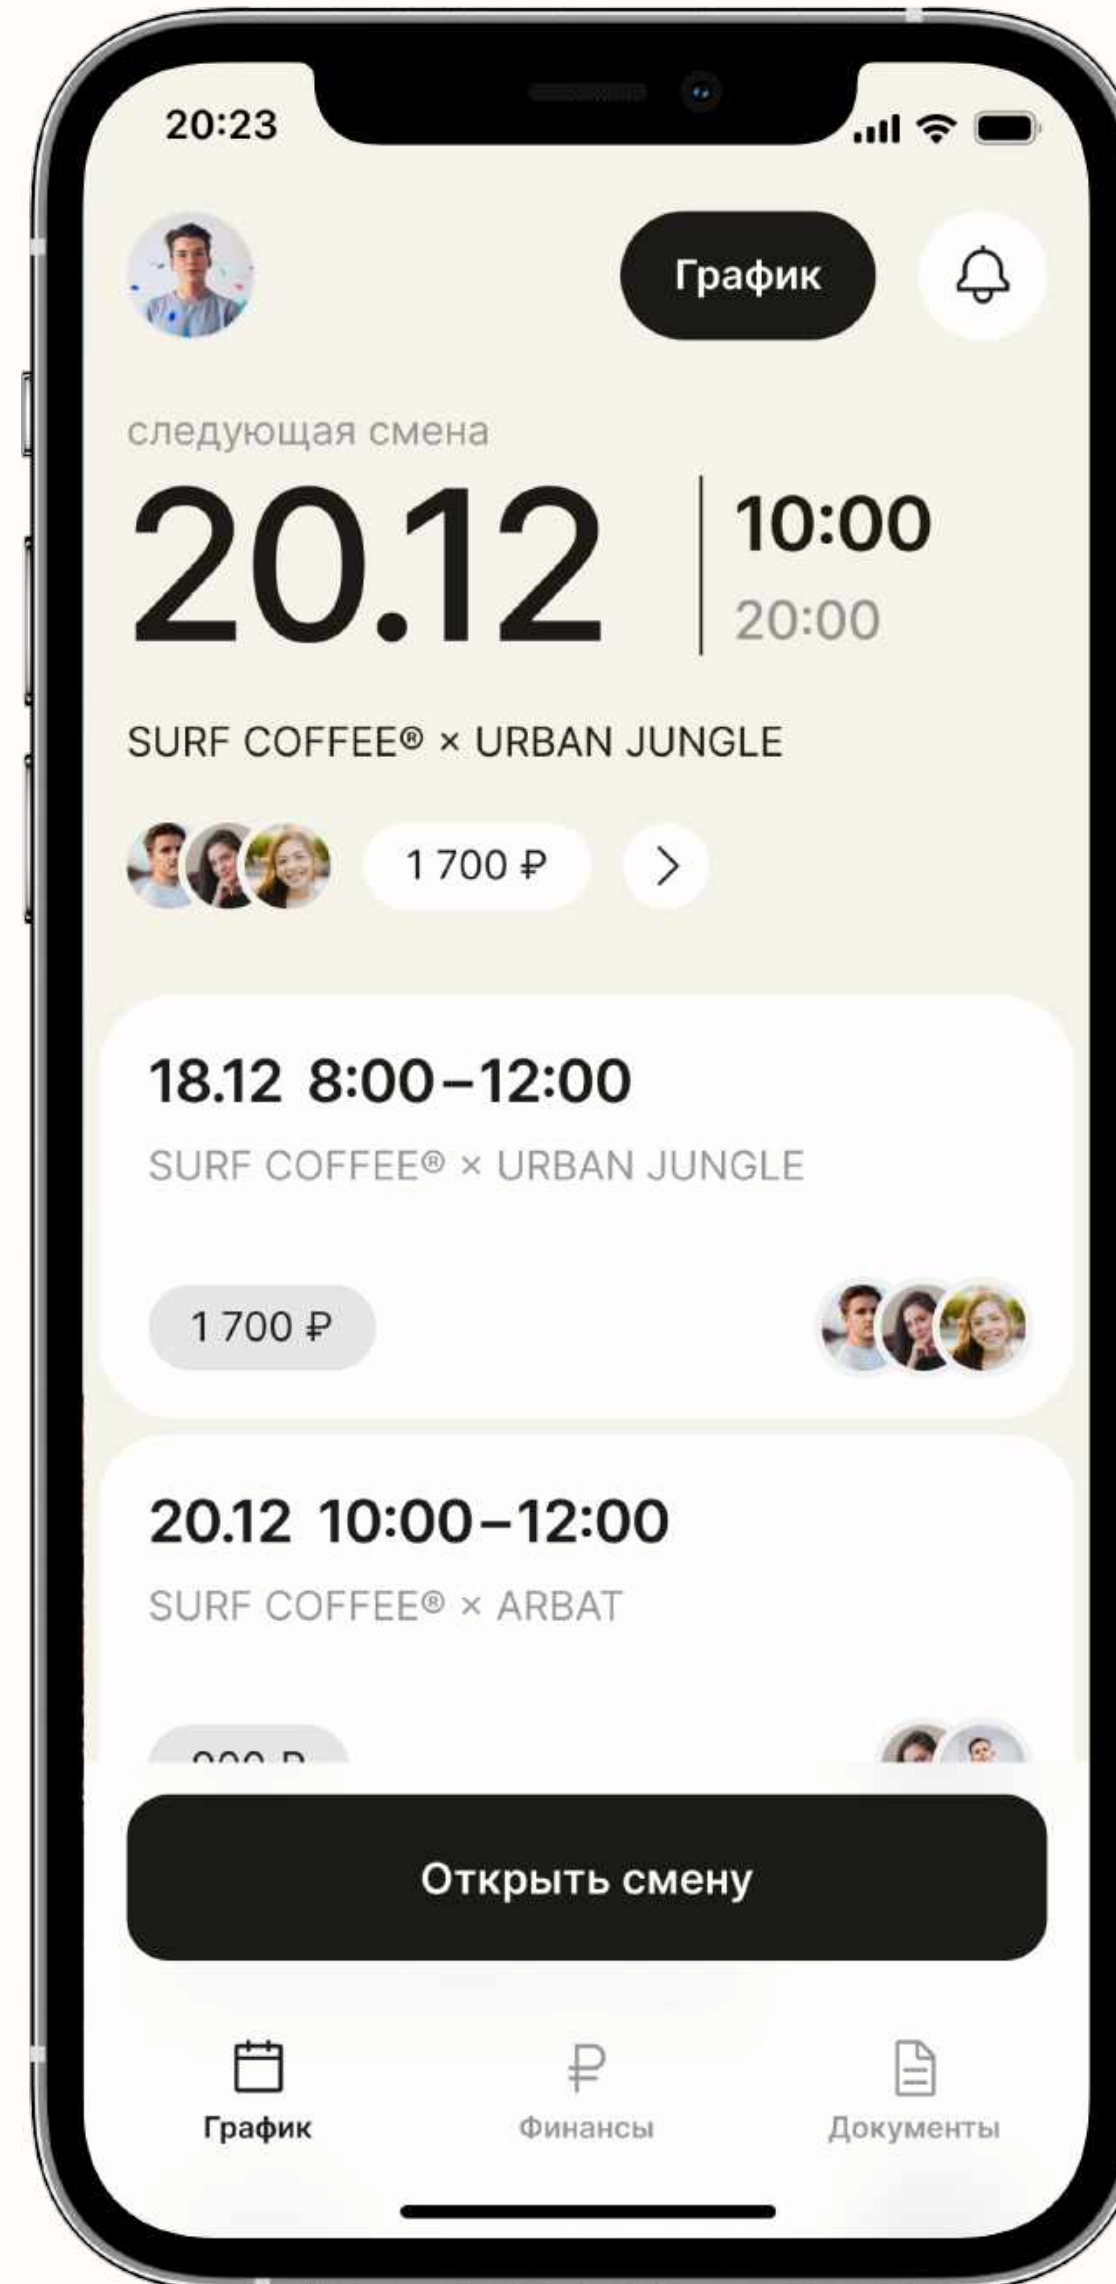 20:23
График
следующая смена
20.12
10:00
20:00
SURF COFFEE® × URBAN JUNGLE
1 700 ₽
18.12 8:00–12:00
SURF COFFEE® × URBAN JUNGLE
1 700 ₽
20.12 10:00–12:00
SURF COFFEE® × ARBAT
Открыть смену
График
Финансы
Документы